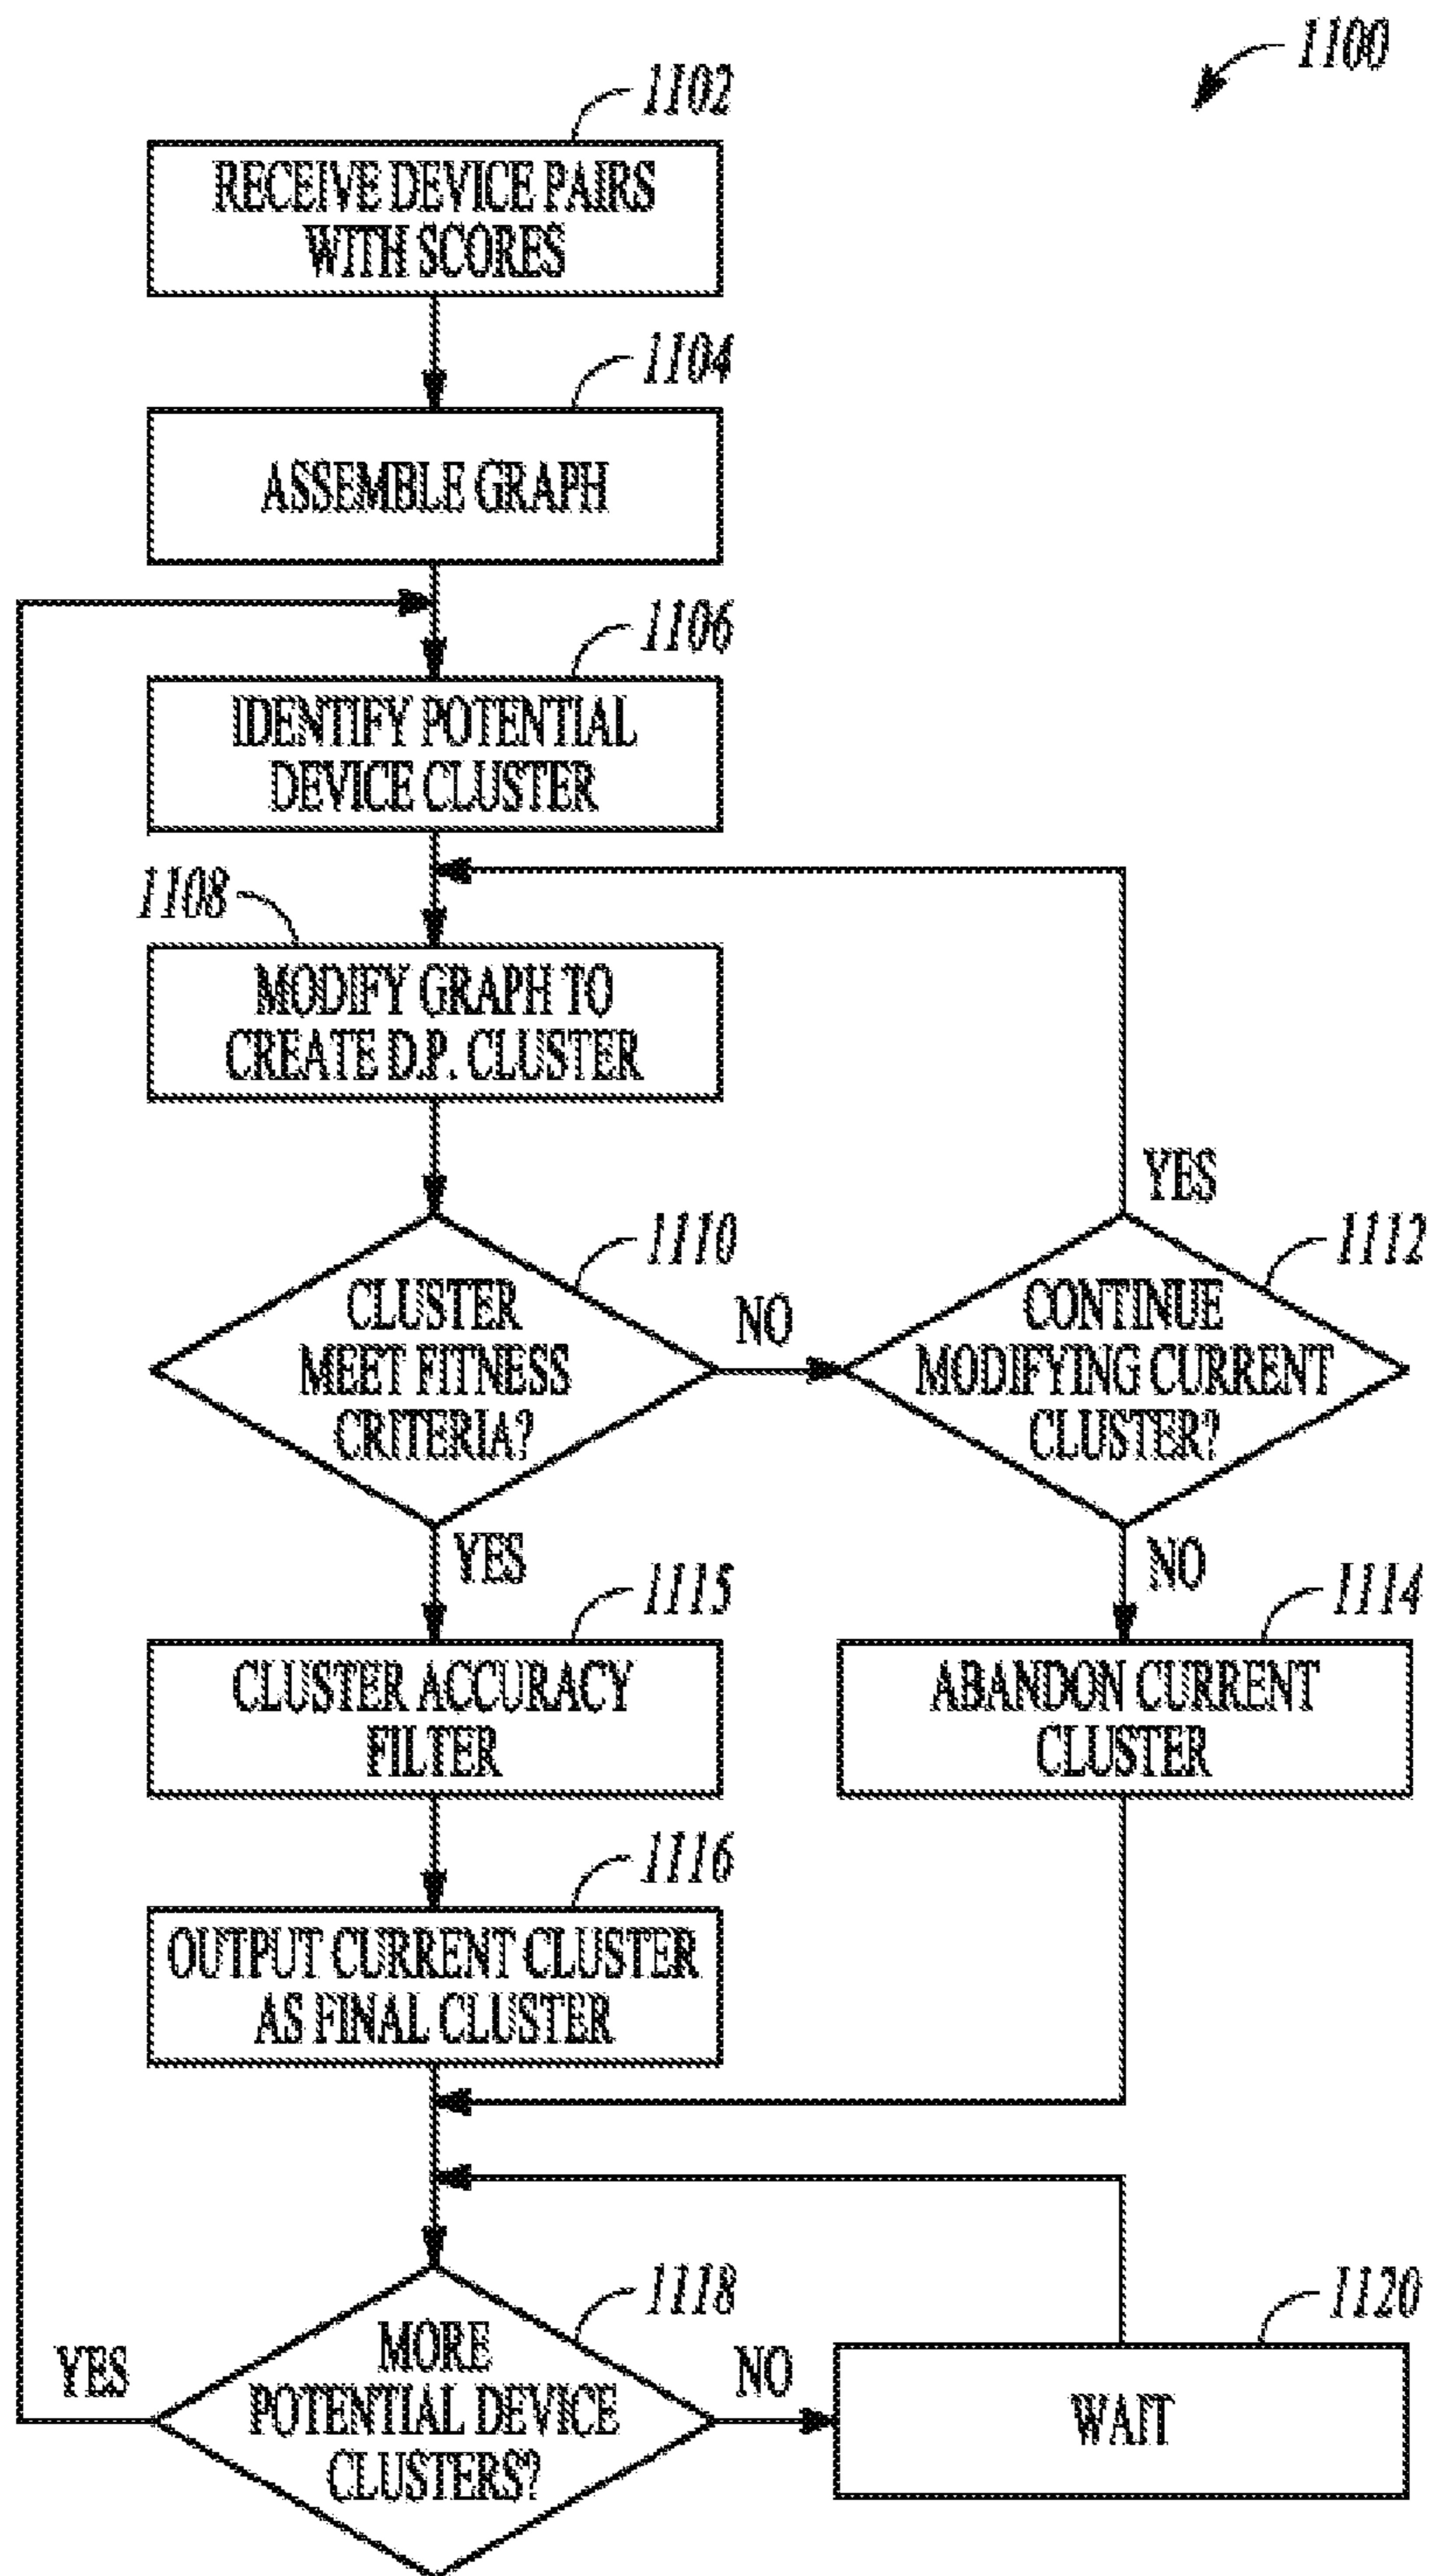 1100
1102
RECEIVE DEVICE PAIRS
WITH SCORES
1104
ASSEMBLE GRAPH
1106
IDENTIFY POTENTIAL
DEVICE CLUSTER
1108
MODIFY GRAPH TO
CREATE D.P. CLUSTER
YES
1110
CLUSTER
MEET FITNESS
CRITERIA?
NO
1112
CONTINUE
MODIFYING CURRENT
CLUSTER?
YES
NO
1115
CLUSTER ACCURACY
FILTER
1114
ABANDON CURRENT
CLUSTER
1116
OUTPUT CURRENT CLUSTER
AS FINAL CLUSTER
1118
YES
MORE
POTENTIAL DEVICE
CLUSTERS?
NO
1120
WAIT